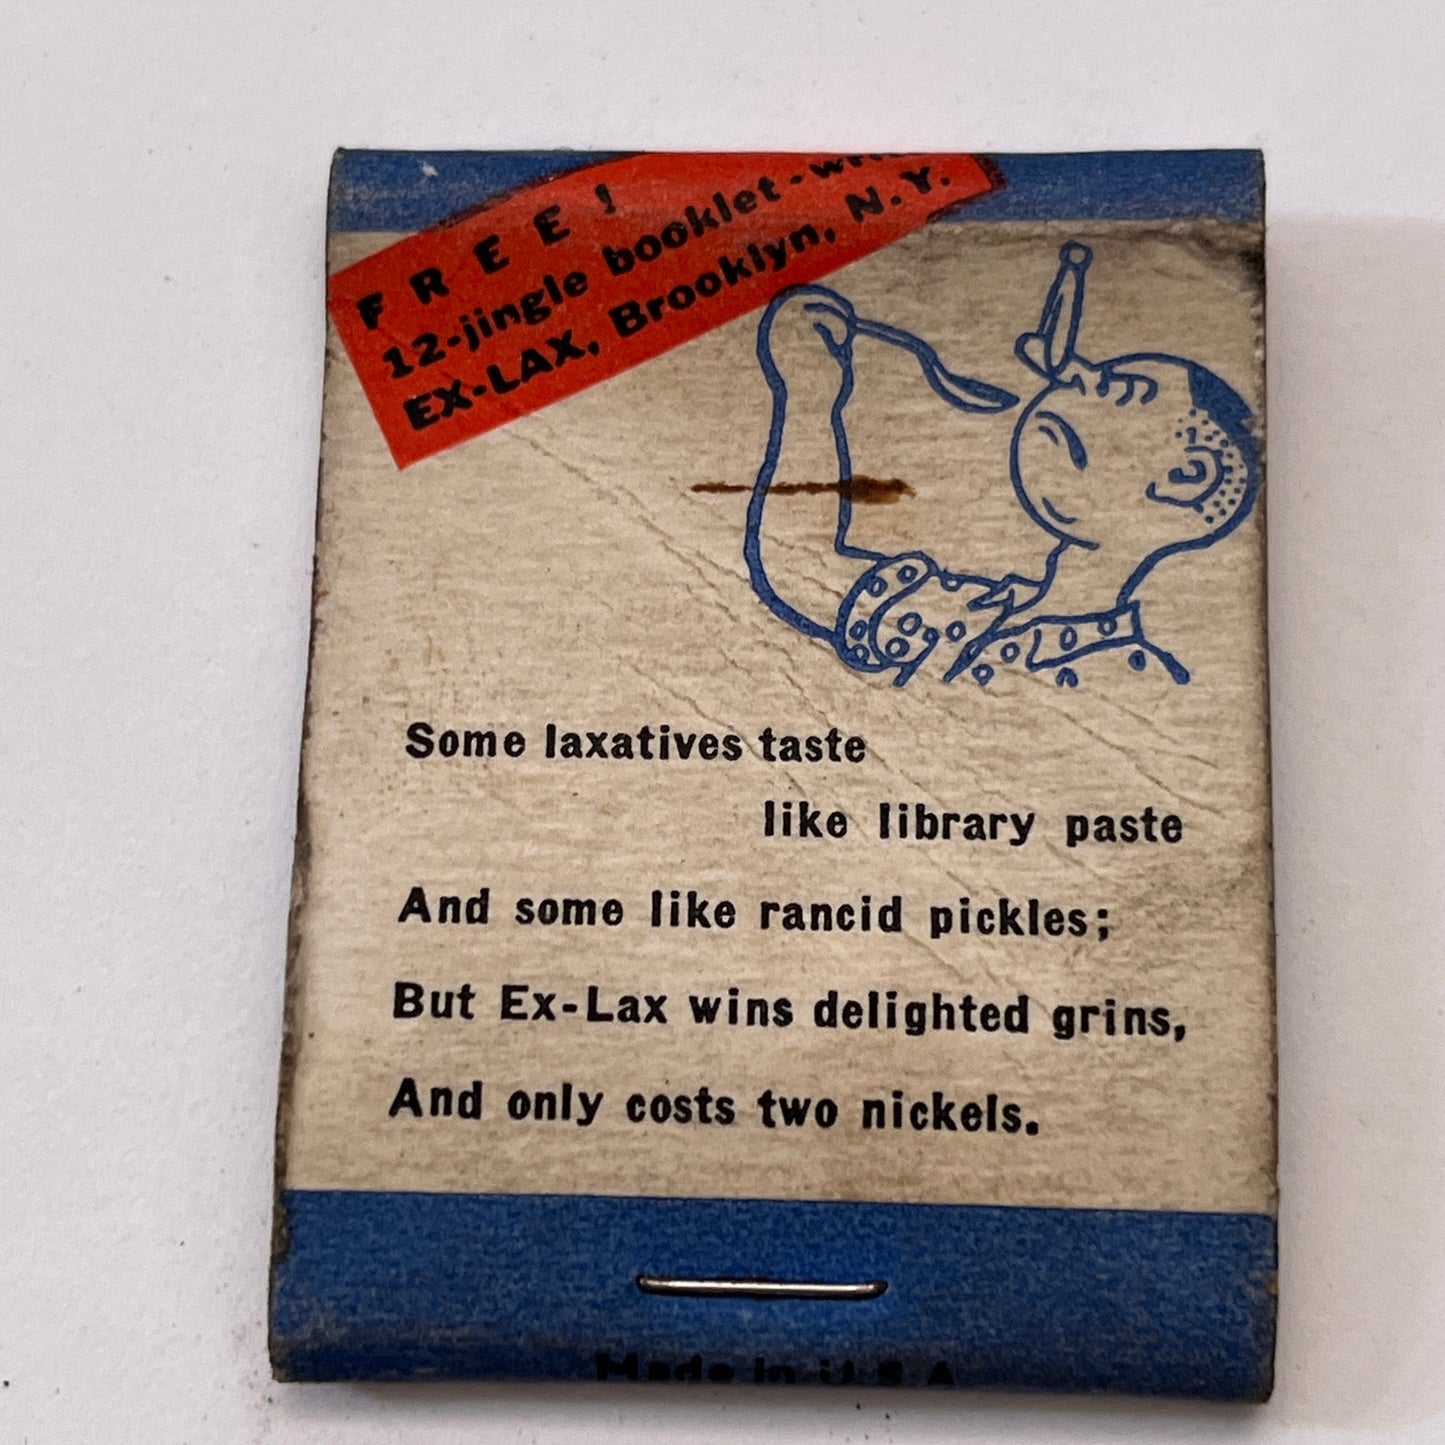 F R E E !
12-jingle booklet - write
EX-LAX, Brooklyn, N.Y.
Some laxatives taste
like library paste
And some like rancid pickles;
But Ex-Lax wins delighted grins,
And only costs two nickels.
Made in U.S.A